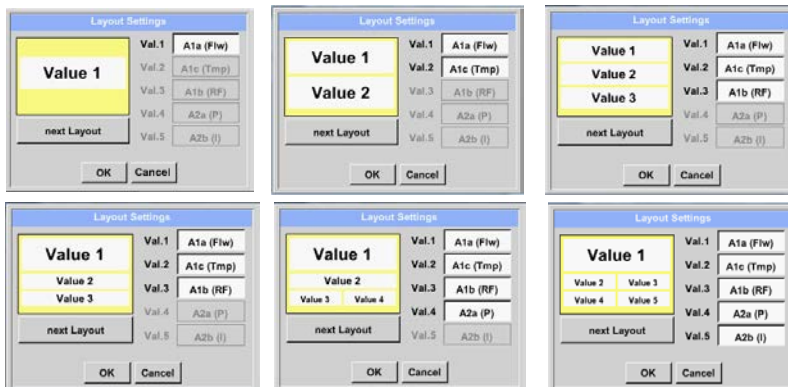 Layout Settings
Value 1
Val.1 A1a (Flw)
Val.2 A1c (Tmp)
Val.3 A1b (RF)
Val.4 A2a (P)
Val.5 A2b (I)
next Layout
OK Cancel
Layout Settings
Value 1
Value 2
Val.1 A1a (Flw)
Val.2 A1c (Tmp)
Val.3 A1b (RF)
Val.4 A2a (P)
Val.5 A2b (I)
next Layout
OK Cancel
Layout Settings
Value 1
Value 2
Value 3
Val.1 A1a (Flw)
Val.2 A1c (Tmp)
Val.3 A1b (RF)
Val.4 A2a (P)
Val.5 A2b (I)
next Layout
OK Cancel
Layout Settings
Value 1
Value 2
Value 3
Val.1 A1a (Flw)
Val.2 A1c (Tmp)
Val.3 A1b (RF)
Val.4 A2a (P)
Val.5 A2b (I)
next Layout
OK Cancel
Layout Settings
Value 1
Value 2
Value 3 Value 4
Val.1 A1a (Flw)
Val.2 A1c (Tmp)
Val.3 A1b (RF)
Val.4 A2a (P)
Val.5 A2b (I)
next Layout
OK Cancel
Layout Settings
Value 1
Value 2 Value 3
Value 4 Value 5
Val.1 A1a (Flw)
Val.2 A1c (Tmp)
Val.3 A1b (RF)
Val.4 A2a (P)
Val.5 A2b (I)
next Layout
OK Cancel